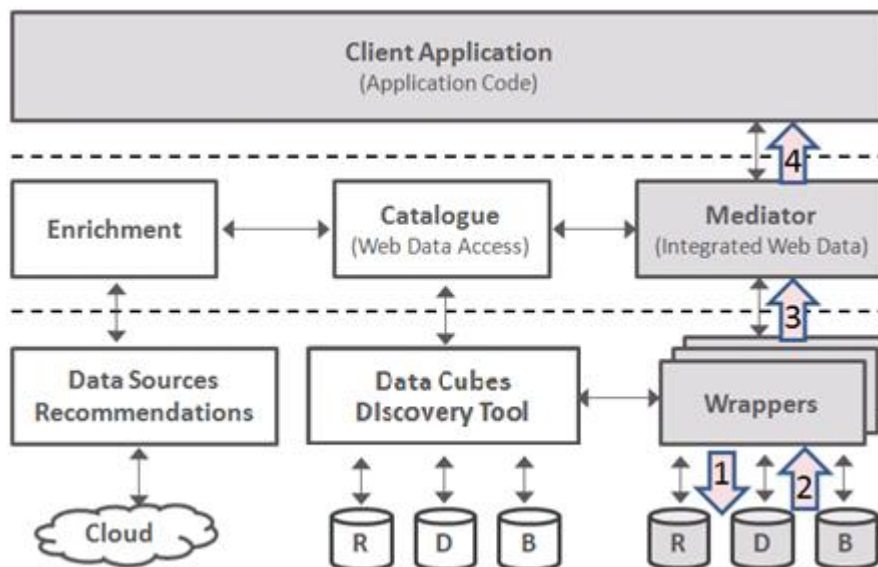 Client Application
(Application Code)
4
Enrichment
Catalogue
(Web Data Access)
Mediator
(Integrated Web Data)
3
Data Sources
Recommendations
Data Cubes
DIscovery Tool
Wrappers
1
2
Cloud
R
D
B
R
D
B